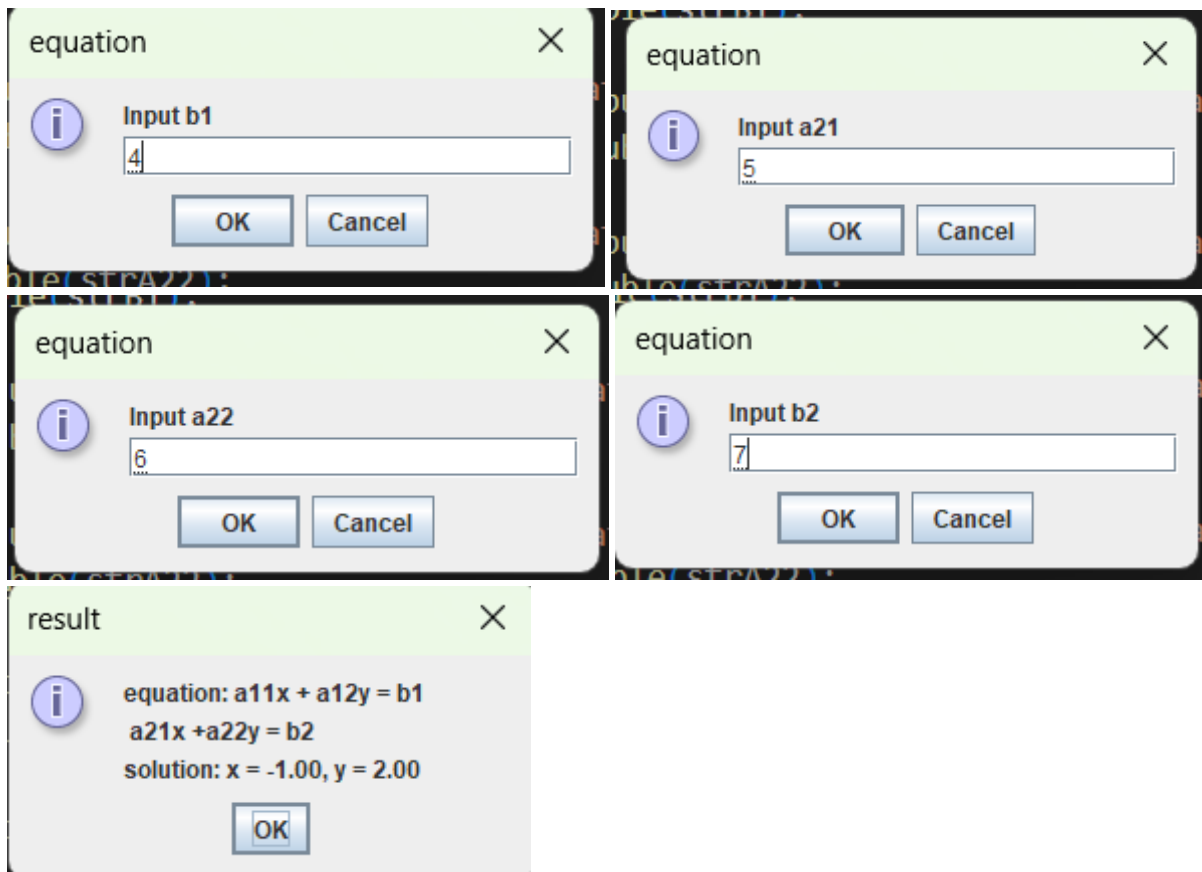 equation
Input b1
4
OK Cancel
ble(strA22);
equation
Input a21
5
OK Cancel
equation
Input a22
6
OK Cancel
equation
Input b2
7
OK Cancel
result
equation: a11x + a12y = b1
a21x +a22y = b2
solution: x = -1.00, y = 2.00
OK